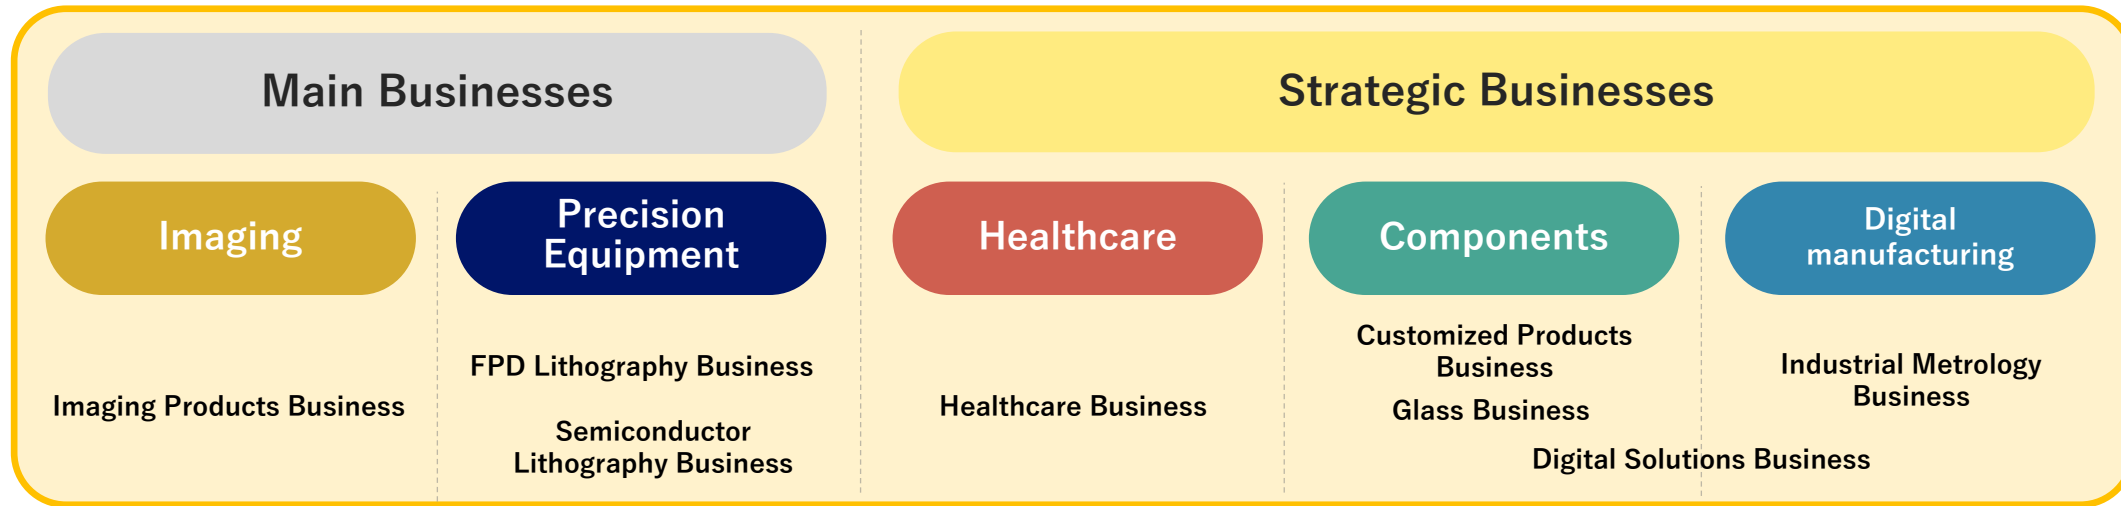 Main Businesses
Strategic Businesses
Imaging
Precision
Equipment
Healthcare
Components
Digital
manufacturing
Imaging Products Business
FPD Lithography Business
Semiconductor
Lithography Business
Healthcare Business
Customized Products
Business
Glass Business
Industrial Metrology
Business
Digital Solutions Business